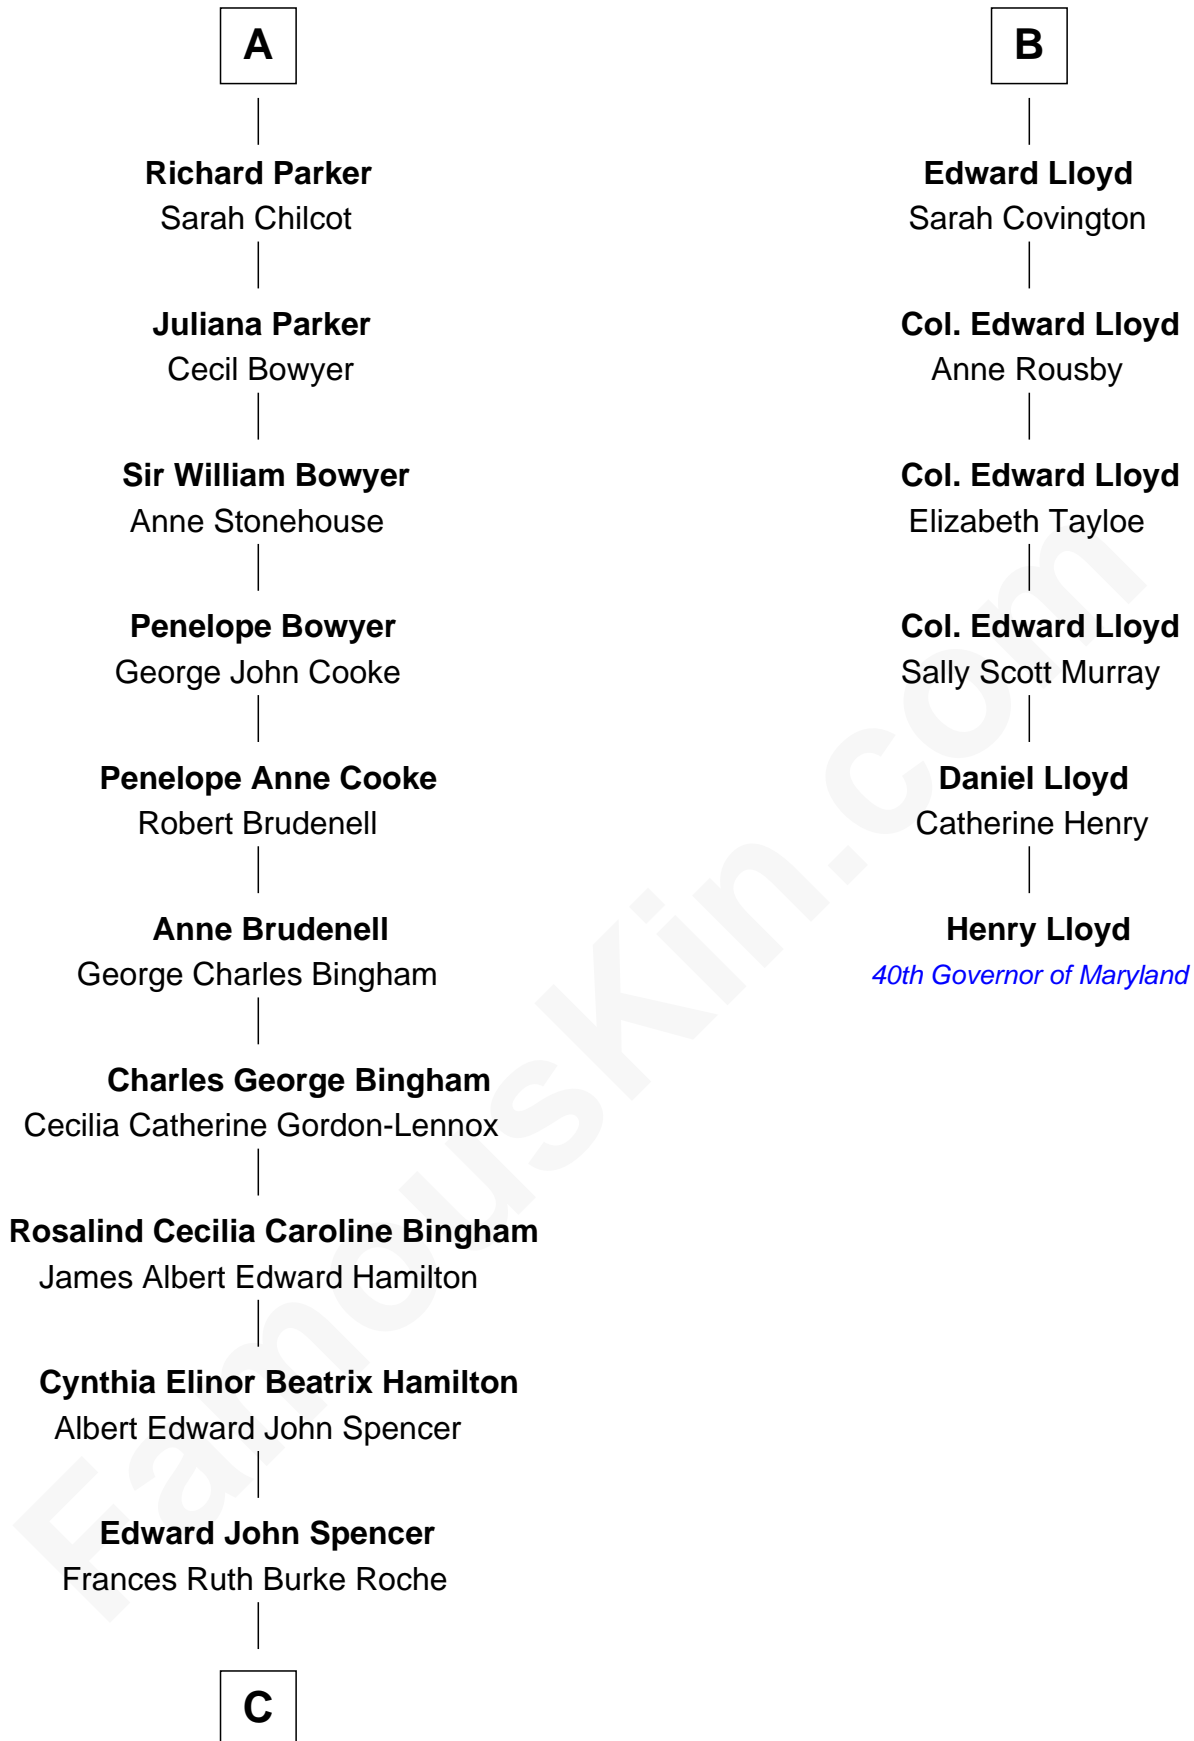 A
Richard Parker
Sarah Chilcot
Juliana Parker
Cecil Bowyer
Sir William Bowyer
Anne Stonehouse
Penelope Bowyer
George John Cooke
Penelope Anne Cooke
Robert Brudenell
Anne Brudenell
George Charles Bingham
Charles George Bingham
Cecilia Catherine Gordon-Lennox
Rosalind Cecilia Caroline Bingham
James Albert Edward Hamilton
Cynthia Elinor Beatrix Hamilton
Albert Edward John Spencer
Edward John Spencer
Frances Ruth Burke Roche
C
B
Edward Lloyd
Sarah Covington
Col. Edward Lloyd
Anne Rousby
Col. Edward Lloyd
Elizabeth Tayloe
Col. Edward Lloyd
Sally Scott Murray
Daniel Lloyd
Catherine Henry
Henry Lloyd
40th Governor of Maryland
FamousKin.com